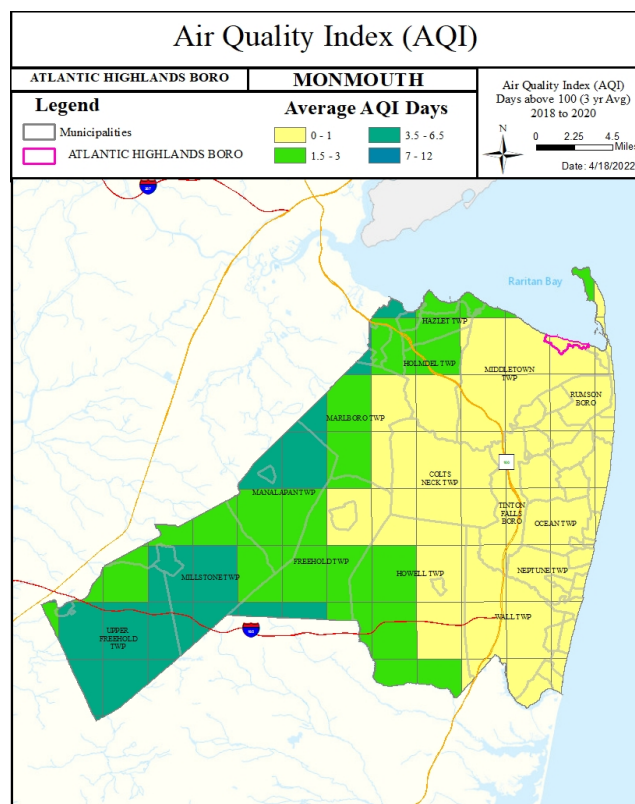 Air Quality Index (AQI)
ATLANTIC HIGHLANDS BORO
MONMOUTH
Legend
Municipalities
ATLANTIC HIGHLANDS BORO
Average AQI Days
0 - 1
1.5 - 3
3.5 - 6.5
7 - 12
Air Quality Index (AQI)
Days above 100 (3 yr Avg)
2018 to 2020
N
0 2.25 4.5
Miles
Date: 4/18/2022
Raritan Bay
HAZLET TWP
HOLMDEL TWP
MIDDLETOWN
TWP
RUMSON
BORO
MARLBORO TWP
COLTS
NECK TWP
MANALAPAN TWP
TINTON
FALLS
BORO
OCEAN TWP
FREEHOLD TWP
HOWELL TWP
NEPTUNE TWP
MILLSTONE TWP
WALL TWP
UPPER
FREEHOLD
TWP